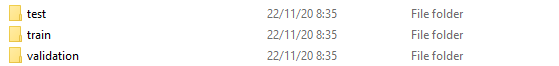 test 22/11/20 8:35 File folder
train 22/11/20 8:35 File folder
validation 22/11/20 8:35 File folder